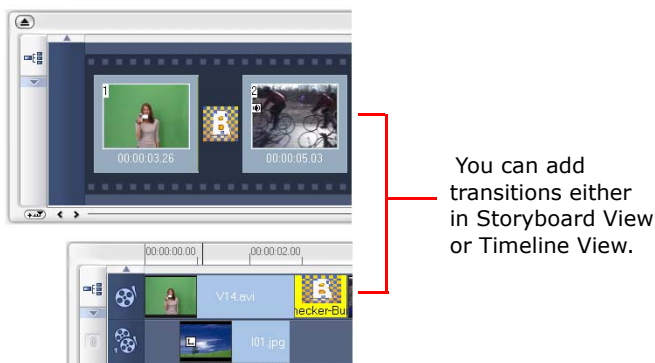 1
2
00:00:03.26
00:00:05.03
You can add
transitions either
in Storyboard View
or Timeline View.
00:00:00.00
00:00:02.00
V14.avi
hecker-Bu
L
I01.jpg
1